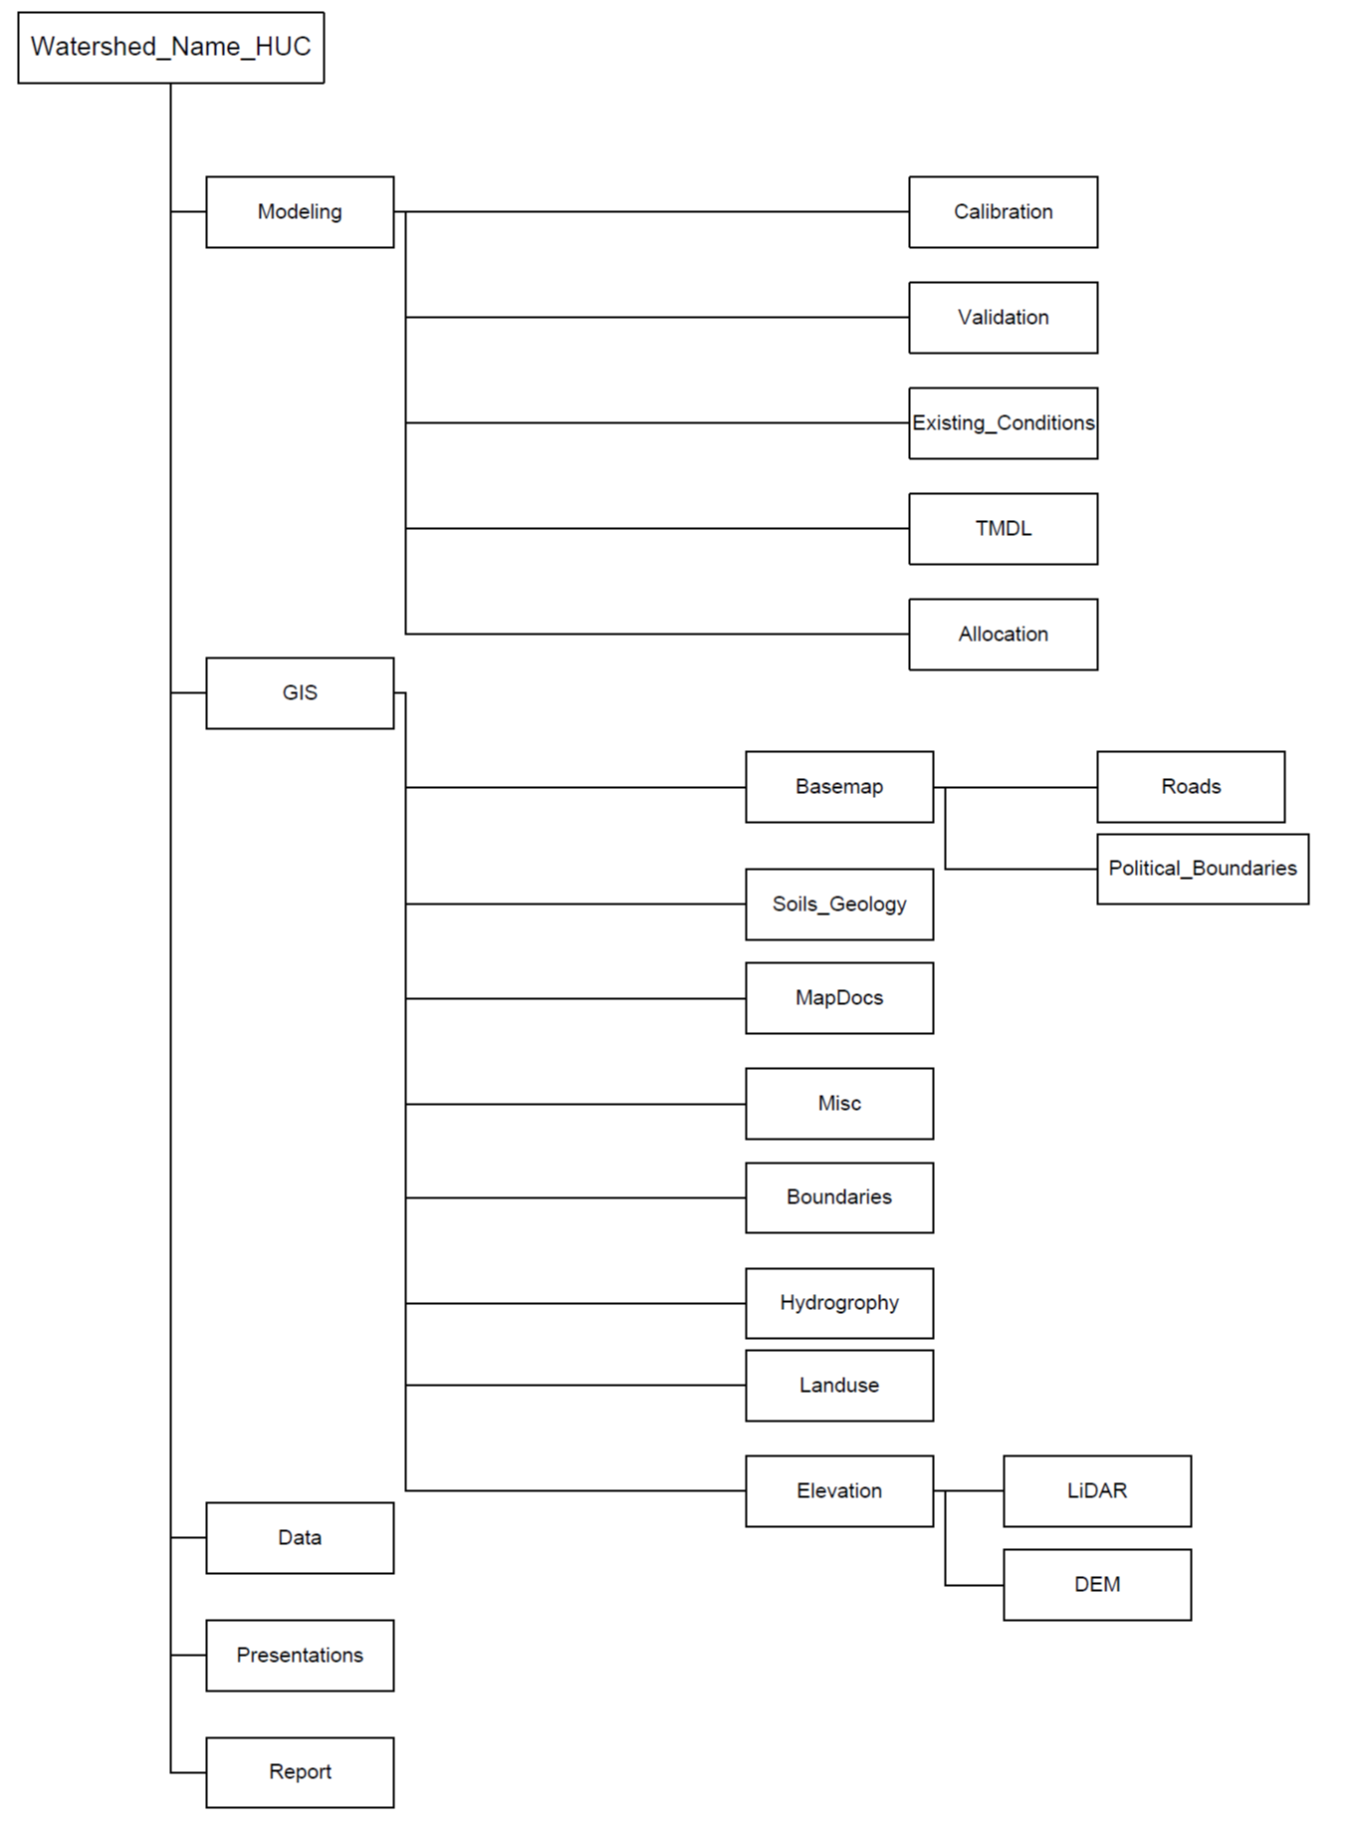 Watershed_Name_HUC
Modeling
Calibration
Validation
Existing_Conditions
TMDL
Allocation
GIS
Basemap
Roads
Political_Boundaries
Soils_Geology
MapDocs
Misc
Boundaries
Hydrogrophy
Landuse
Elevation
LiDAR
DEM
Data
Presentations
Report